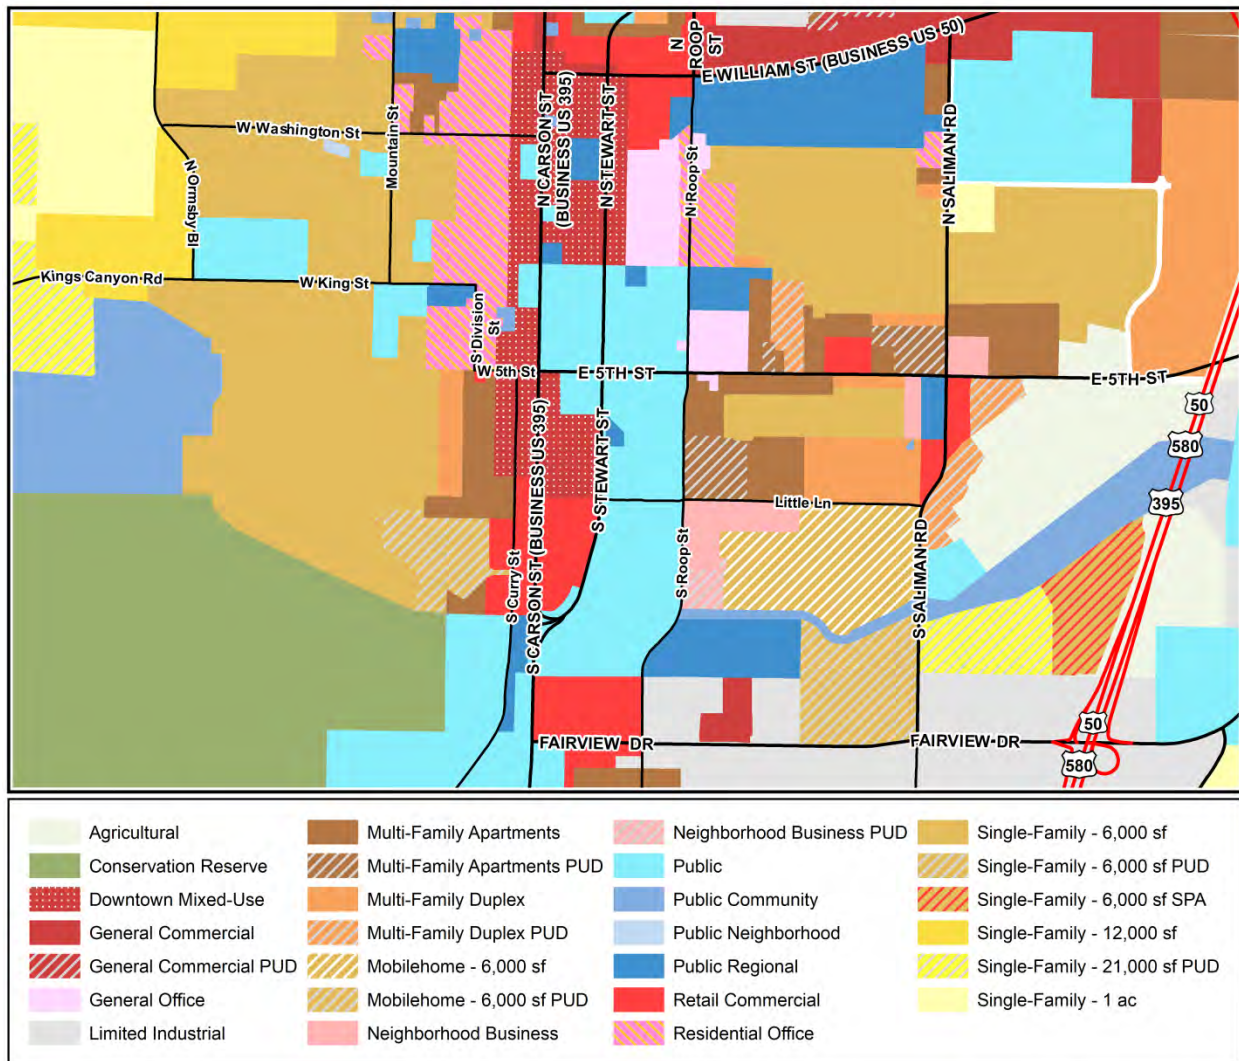 N ROOP ST
E WILLIAM ST (BUSINESS US 50)
N CARSON ST
(BUSINESS US 395)
N STEWART ST
N SALIMAN RD
W Washington St
Mountain St
N Ormsby Bl
N Roop St
Kings Canyon Rd
W King St
S Division St
W 5th St
E 5TH ST
E 5TH ST
50
580
395
S CARSON ST (BUSINESS US 395)
S STEWART ST
Little Ln
S Curry St
S Roop St
S SALIMAN RD
50
FAIRVIEW DR
FAIRVIEW DR
580
Agricultural
Conservation Reserve
Downtown Mixed-Use
General Commercial
General Commercial PUD
General Office
Limited Industrial
Multi-Family Apartments
Multi-Family Apartments PUD
Multi-Family Duplex
Multi-Family Duplex PUD
Mobilehome - 6,000 sf
Mobilehome - 6,000 sf PUD
Neighborhood Business
Neighborhood Business PUD
Public
Public Community
Public Neighborhood
Public Regional
Retail Commercial
Residential Office
Single-Family - 6,000 sf
Single-Family - 6,000 sf PUD
Single-Family - 6,000 sf SPA
Single-Family - 12,000 sf
Single-Family - 21,000 sf PUD
Single-Family - 1 ac